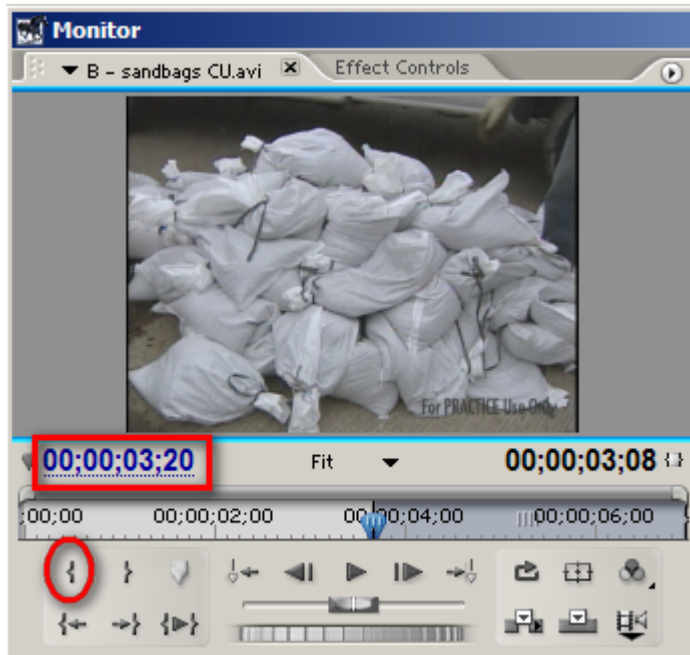 Monitor
B - sandbags CU.avi Effect Controls
For PRACTICE Use Only
00;00;03;20 Fit 00;00;03;08
;00;00 00;00;02;00 00;00;04;00 00;00;06;00